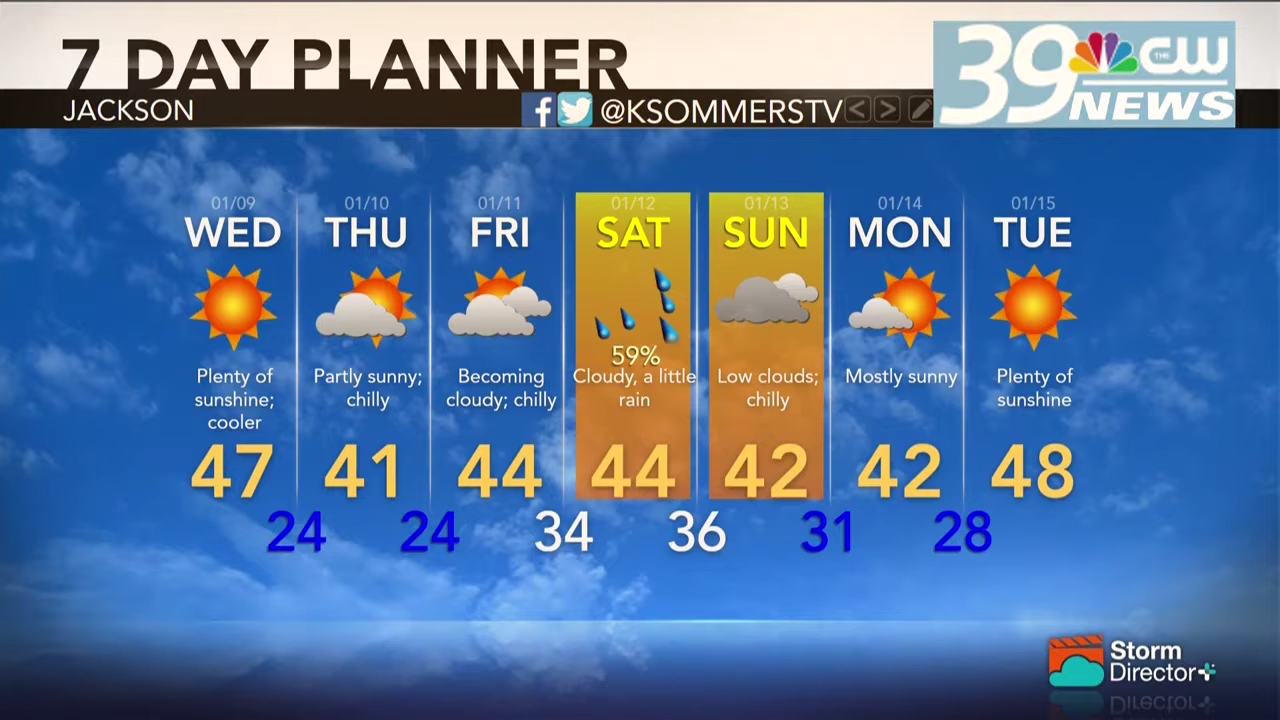 7 DAY PLANNER
JACKSON
@KSOMMERSTV
39 THE CW
NEWS
01/09 01/10 01/11 01/12 01/13 01/14 01/15
WED THU FRI SAT SUN MON TUE
59%
Plenty of sunshine; cooler
Partly sunny; chilly
Becoming cloudy; chilly
Cloudy, a little rain
Low clouds; chilly
Mostly sunny
Plenty of sunshine
47 41 44 44 42 42 48
24 24 34 36 31 28
Storm
Director+